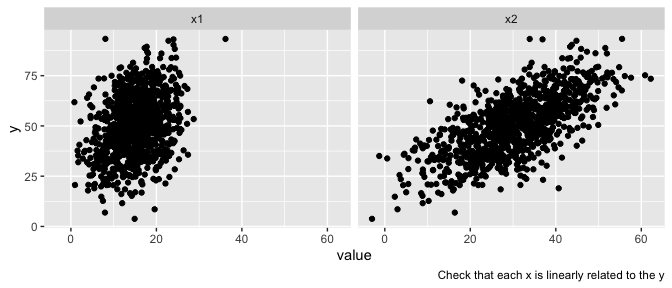 x1 x2
75
50
25
0
y
0 20 40 60 0 20 40 60
value
Check that each x is linearly related to the y